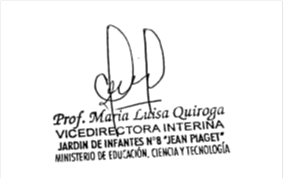 Prof. María Luisa Quiroga
VICEDIRECTORA INTERINA
JARDIN DE INFANTES N°8 "JEAN PIAGET"
MINISTERIO DE EDUCACIÓN, CIENCIA Y TECNOLOGÍA